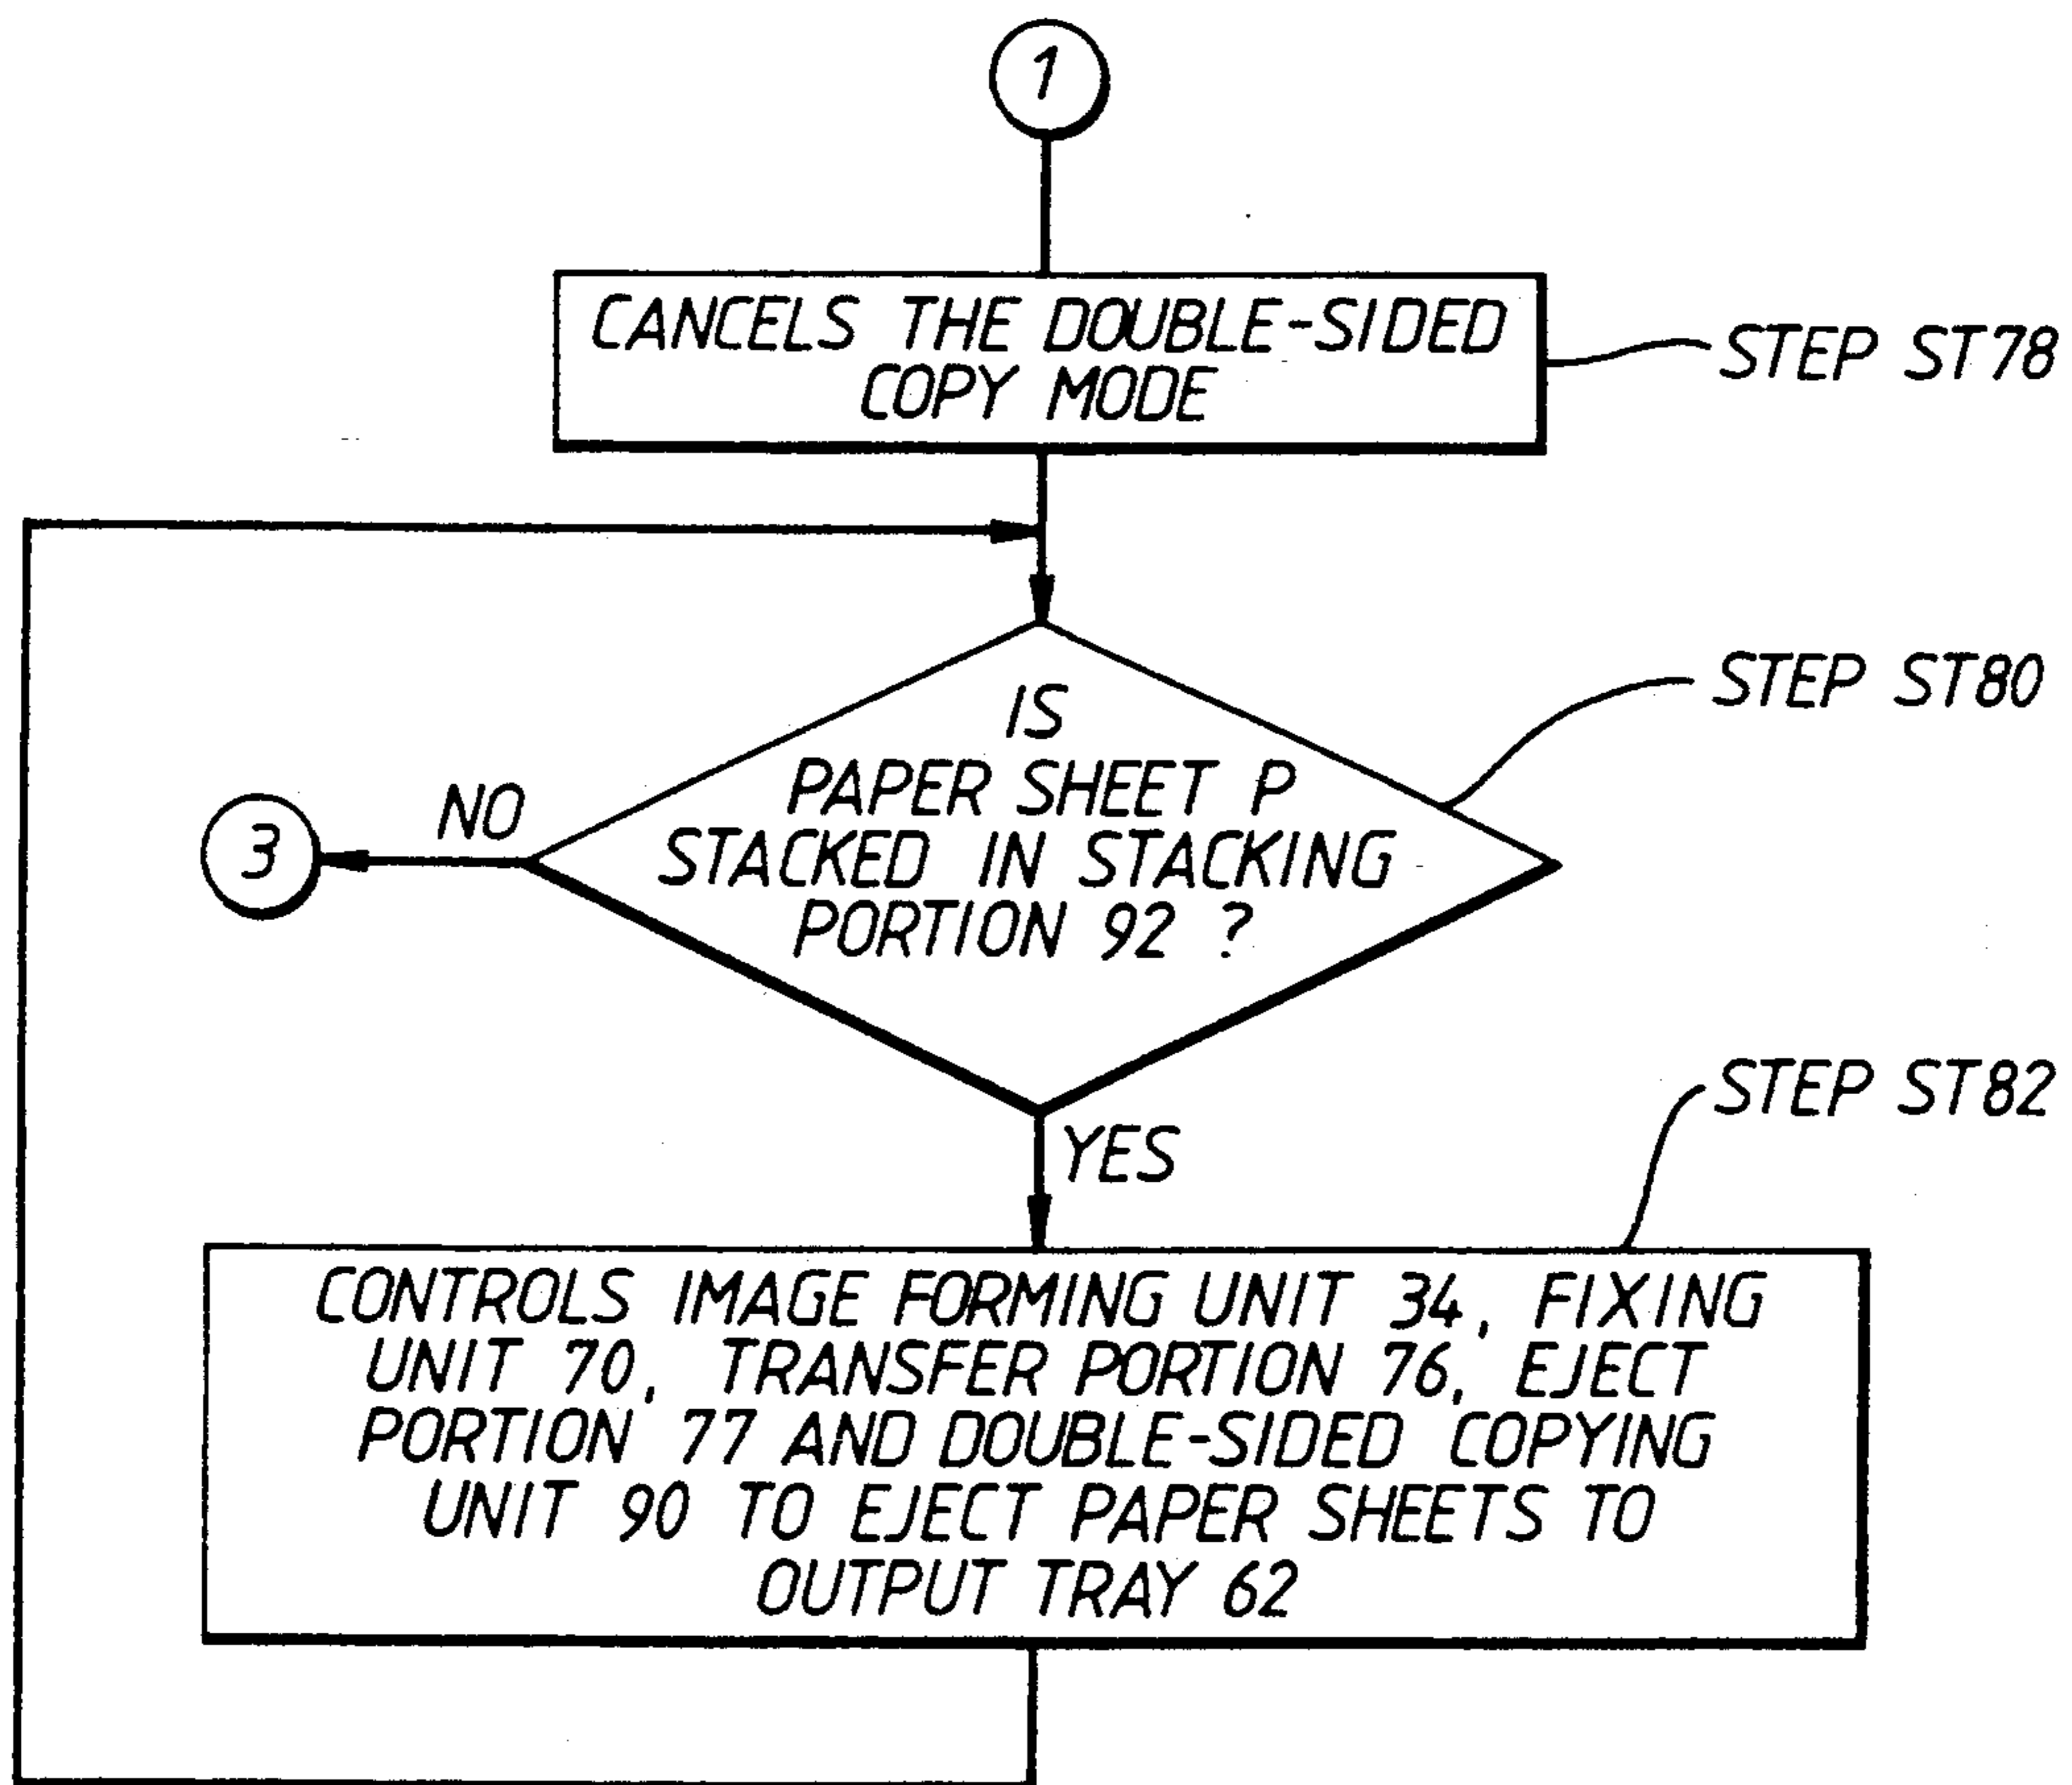 1
CANCELS THE DOUBLE-SIDED
COPY MODE
STEP ST78
STEP ST80
IS
PAPER SHEET P
STACKED IN STACKING
PORTION 92 ?
NO
3
YES
STEP ST82
CONTROLS IMAGE FORMING UNIT 34, FIXING
UNIT 70, TRANSFER PORTION 76, EJECT
PORTION 77 AND DOUBLE-SIDED COPYING
UNIT 90 TO EJECT PAPER SHEETS TO
OUTPUT TRAY 62